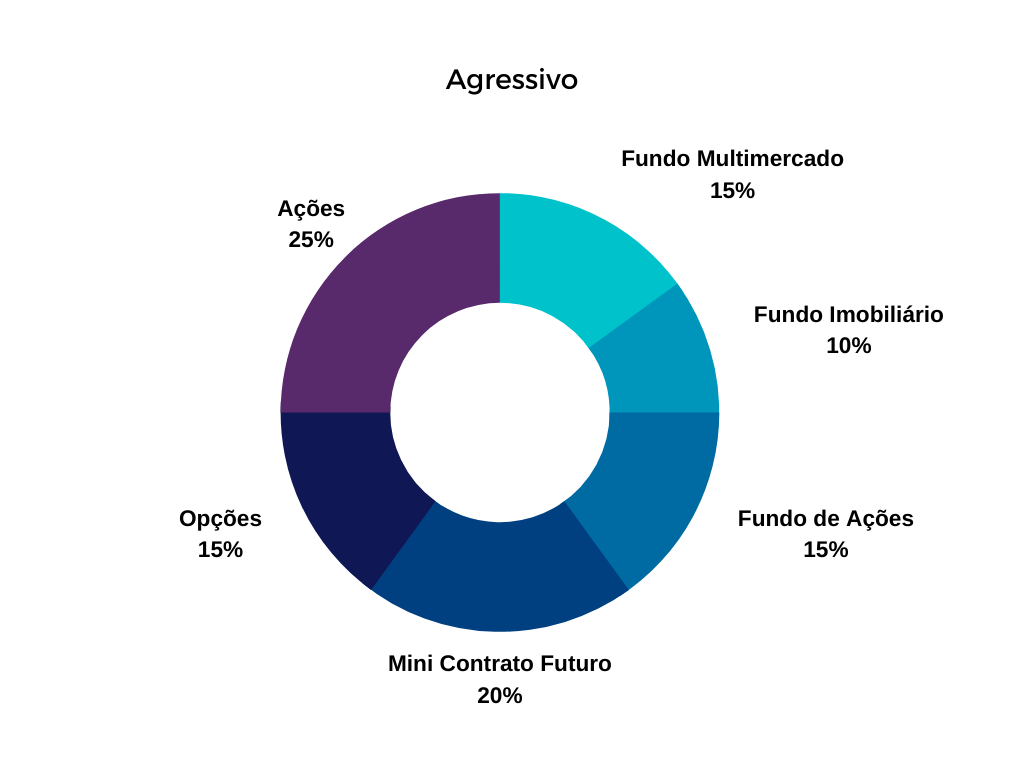 Agressivo
Fundo Multimercado
15%
Ações
25%
Fundo Imobiliário
10%
Opções
15%
Fundo de Ações
15%
Mini Contrato Futuro
20%